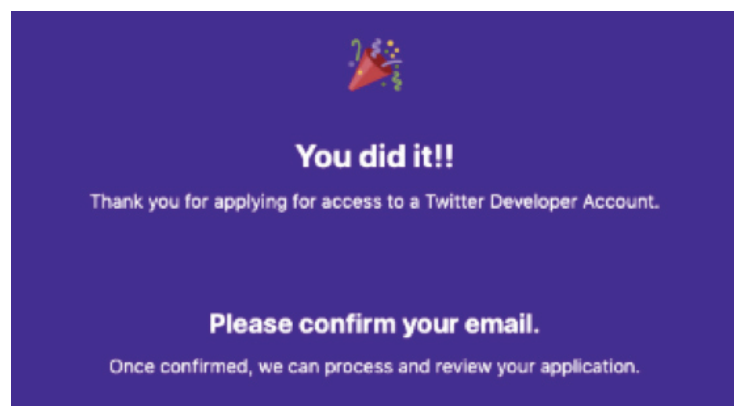 You did it!!
Thank you for applying for access to a Twitter Developer Account.
Please confirm your email.
Once confirmed, we can process and review your application.